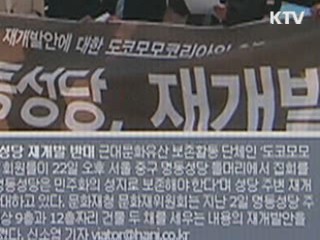 KTV
재개발안에 대한 도코모모코리아의
동성당, 재개발
성당 재개발 반대 근대문화유산 보존활동 단체인 '도코모모
회원들이 22일 오후 서울 중구 명동성당 들머리에서 집회를
명동성당은 민주화의 성지로 보존해야 한다"며 성당 주변 재개
대하고 있다. 문화재청 문화재위원회는 지난 2일 명동성당 주
상 9층과 12층짜리 건물 두 채를 세우는 내용의 재개발안을
켰다. 신소영 기자 viator@hani.co.kr